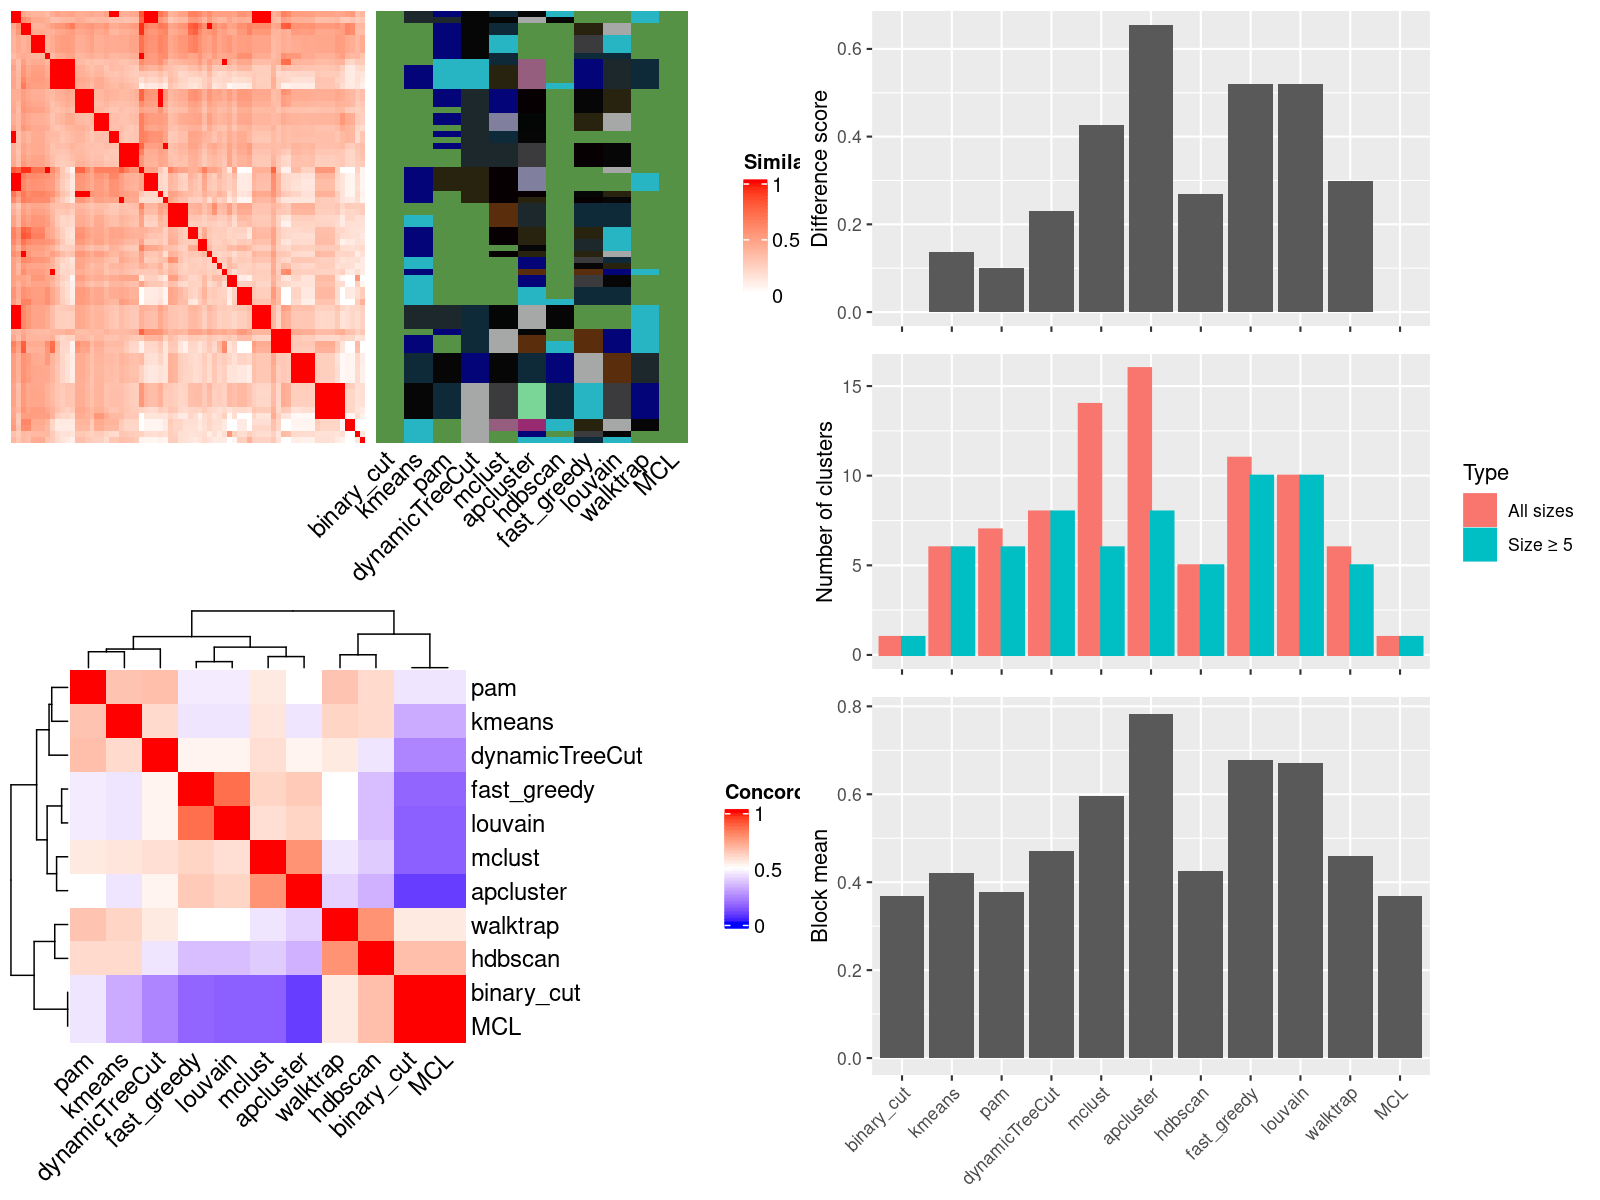 Simila
1
0.5
0
binary_cut
kmeans
pam
dynamicTreeCut
mclust
apcluster
hdbscan
fast_greedy
louvain
walktrap
MCL
pam
kmeans
dynamicTreeCut
fast_greedy
louvain
mclust
apcluster
walktrap
hdbscan
binary_cut
MCL
pam
kmeans
dynamicTreeCut
fast_greedy
louvain
mclust
apcluster
walktrap
hdbscan
binary_cut
MCL
Concord
1
0.5
0
Difference score
0.6
0.4
0.2
0.0
Number of clusters
15
10
5
0
Type
All sizes
Size ≥ 5
Block mean
0.8
0.6
0.4
0.2
0.0
binary_cut
kmeans
pam
dynamicTreeCut
mclust
apcluster
hdbscan
fast_greedy
louvain
walktrap
MCL